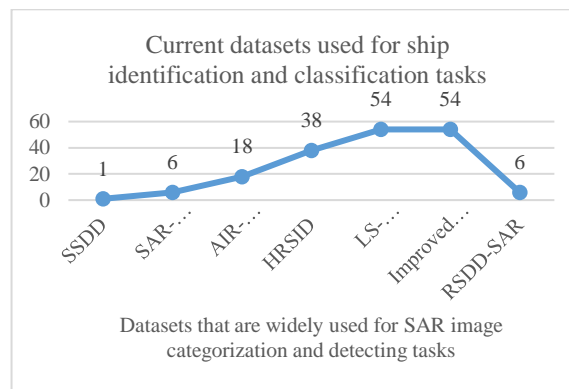 Current datasets used for ship
identification and classification tasks
54 54
38
18
6
1
60
40
20
0
SSDD
SAR-...
AIR-...
HRSID
LS-...
Improved...
RSDD-SAR
6
Datasets that are widely used for SAR image
categorization and detecting tasks